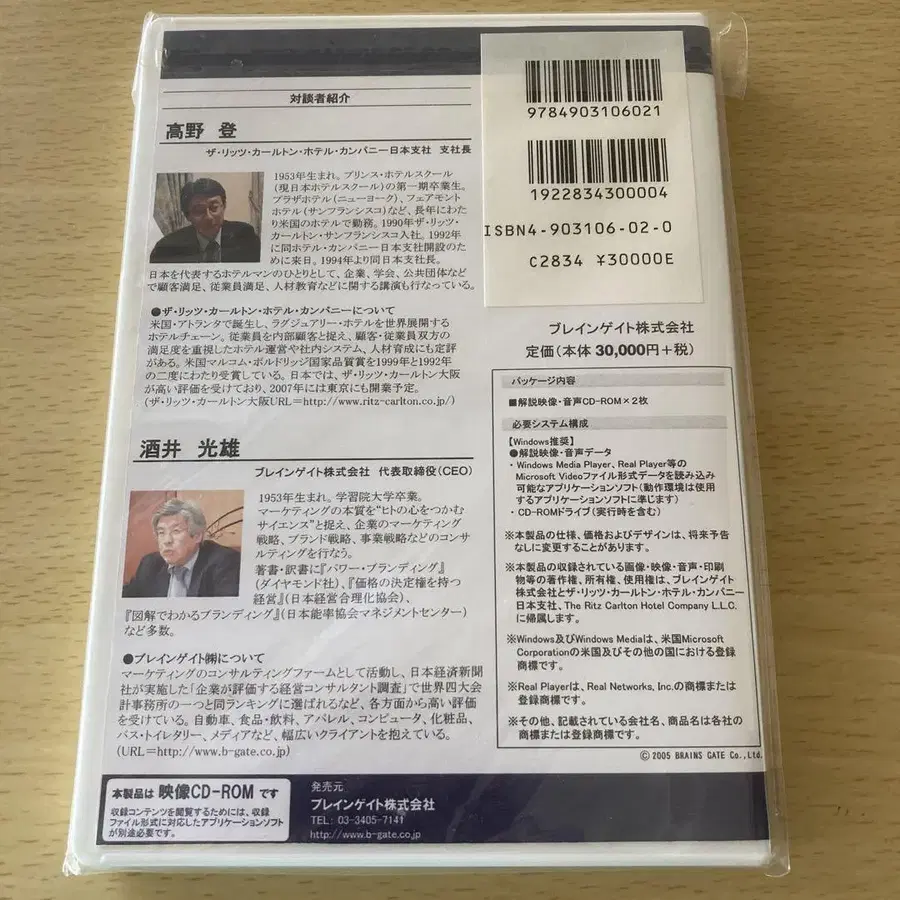 対談者紹介
高野 登
ザ・リッツ・カールトン・ホテル・カンパニー日本支社 支社長
1953年生まれ。プリンス・ホテルスクール
(現日本ホテルスクール)の第一期卒業生。
プラザホテル(ニューヨーク)、フェアモント
ホテル(サンフランシスコ)など、長年にわた
り米国のホテルで勤務。1990年ザ・リッツ・
カールトン・サンフランシスコ入社。1992年
に同ホテル・カンパニー日本支社開設のため
に来日。1994年より同日本支社長。
日本を代表するホテルマンのひとりとして、企業、学会、公共団体など
で顧客満足、従業員満足、人材教育などに関する講演も行なっている。
●ザ・リッツ・カールトン・ホテル・カンパニーについて
米国・アトランタで誕生し、ラグジュアリー・ホテルを世界展開する
ホテルチェーン。従業員を内部顧客と捉え、顧客・従業員双方の
満足度を重視したホテル運営や社内システム、人材育成にも定評
がある。米国マルコム・ボルドリッジ国家品質賞を1999年と1992年
の二度にわたり受賞している。日本では、ザ・リッツ・カールトン大阪
が高い評価を受けており、2007年には東京にも開業予定。
(ザ・リッツ・カールトン大阪URL=http://www.ritz-carlton.co.jp/)
酒井 光雄
ブレインゲイト株式会社 代表取締役(CEO)
1953年生まれ。学習院大学卒業。
マーケティングの本質を"ヒトの心をつかむ
サイエンス"と捉え、企業のマーケティング
戦略、ブランド戦略、事業戦略などのコンサ
ルティングを行なう。
著書・訳書に『パワー・ブランディング』
(ダイヤモンド社)、『価格の決定権を持つ
経営』(日本経営合理化協会)、
『図解でわかるブランディング』(日本能率協会マネジメントセンター)
など多数。
●ブレインゲイト㈱について
マーケティングのコンサルティングファームとして活動し、日本経済新聞
社が実施した「企業が評価する経営コンサルタント調査」で世界四大会
計事務所の一つと同ランキングに選ばれるなど、各方面から高い評価
を受けている。自動車、食品・飲料、アパレル、コンピュータ、化粧品、
バス・トイレタリー、メディアなど、幅広いクライアントを抱えている。
(URL=http://www.b-gate.co.jp)
本製品は 映像CD-ROM です
収録コンテンツを閲覧するためには、収録
ファイル形式に対応したアプリケーションソフト
が別途必要です。
発売元
ブレインゲイト株式会社
TEL: 03-3405-7141
http://www.b-gate.co.jp
9784903106021
1922834300004
ISBN4-903106-02-0
C2834 ¥30000E
ブレインゲイト株式会社
定価(本体 30,000円+税)
パッケージ内容
■解説映像・音声CD-ROM×2枚
必要システム構成
【Windows推奨】
●解説映像・音声データ
・Windows Media Player、Real Player等の
Microsoft Videoファイル形式データを読み込み
可能なアプリケーションソフト(動作環境は使用
するアプリケーションソフトに準じます)
・CD-ROMドライブ(実行時を含む)
※本製品の仕様、価格およびデザインは、将来予告
なしに変更することがあります。
※本製品の収録されている画像・映像・音声・印刷
物等の著作権、所有権、使用権は、ブレインゲイト
株式会社とザ・リッツ・カールトン・ホテル・カンパニー
日本支社、The Ritz Carlton Hotel Company L.L.C.
に帰属します。
※Windows及びWindows Mediaは、米国Microsoft
Corporationの米国及びその他の国における登録
商標です。
※Real Playerは、Real Networks, Inc.の商標または
登録商標です。
※その他、記載されている会社名、商品名は各社の
商標または登録商標です。
© 2005 BRAINS GATE Co., Ltd.